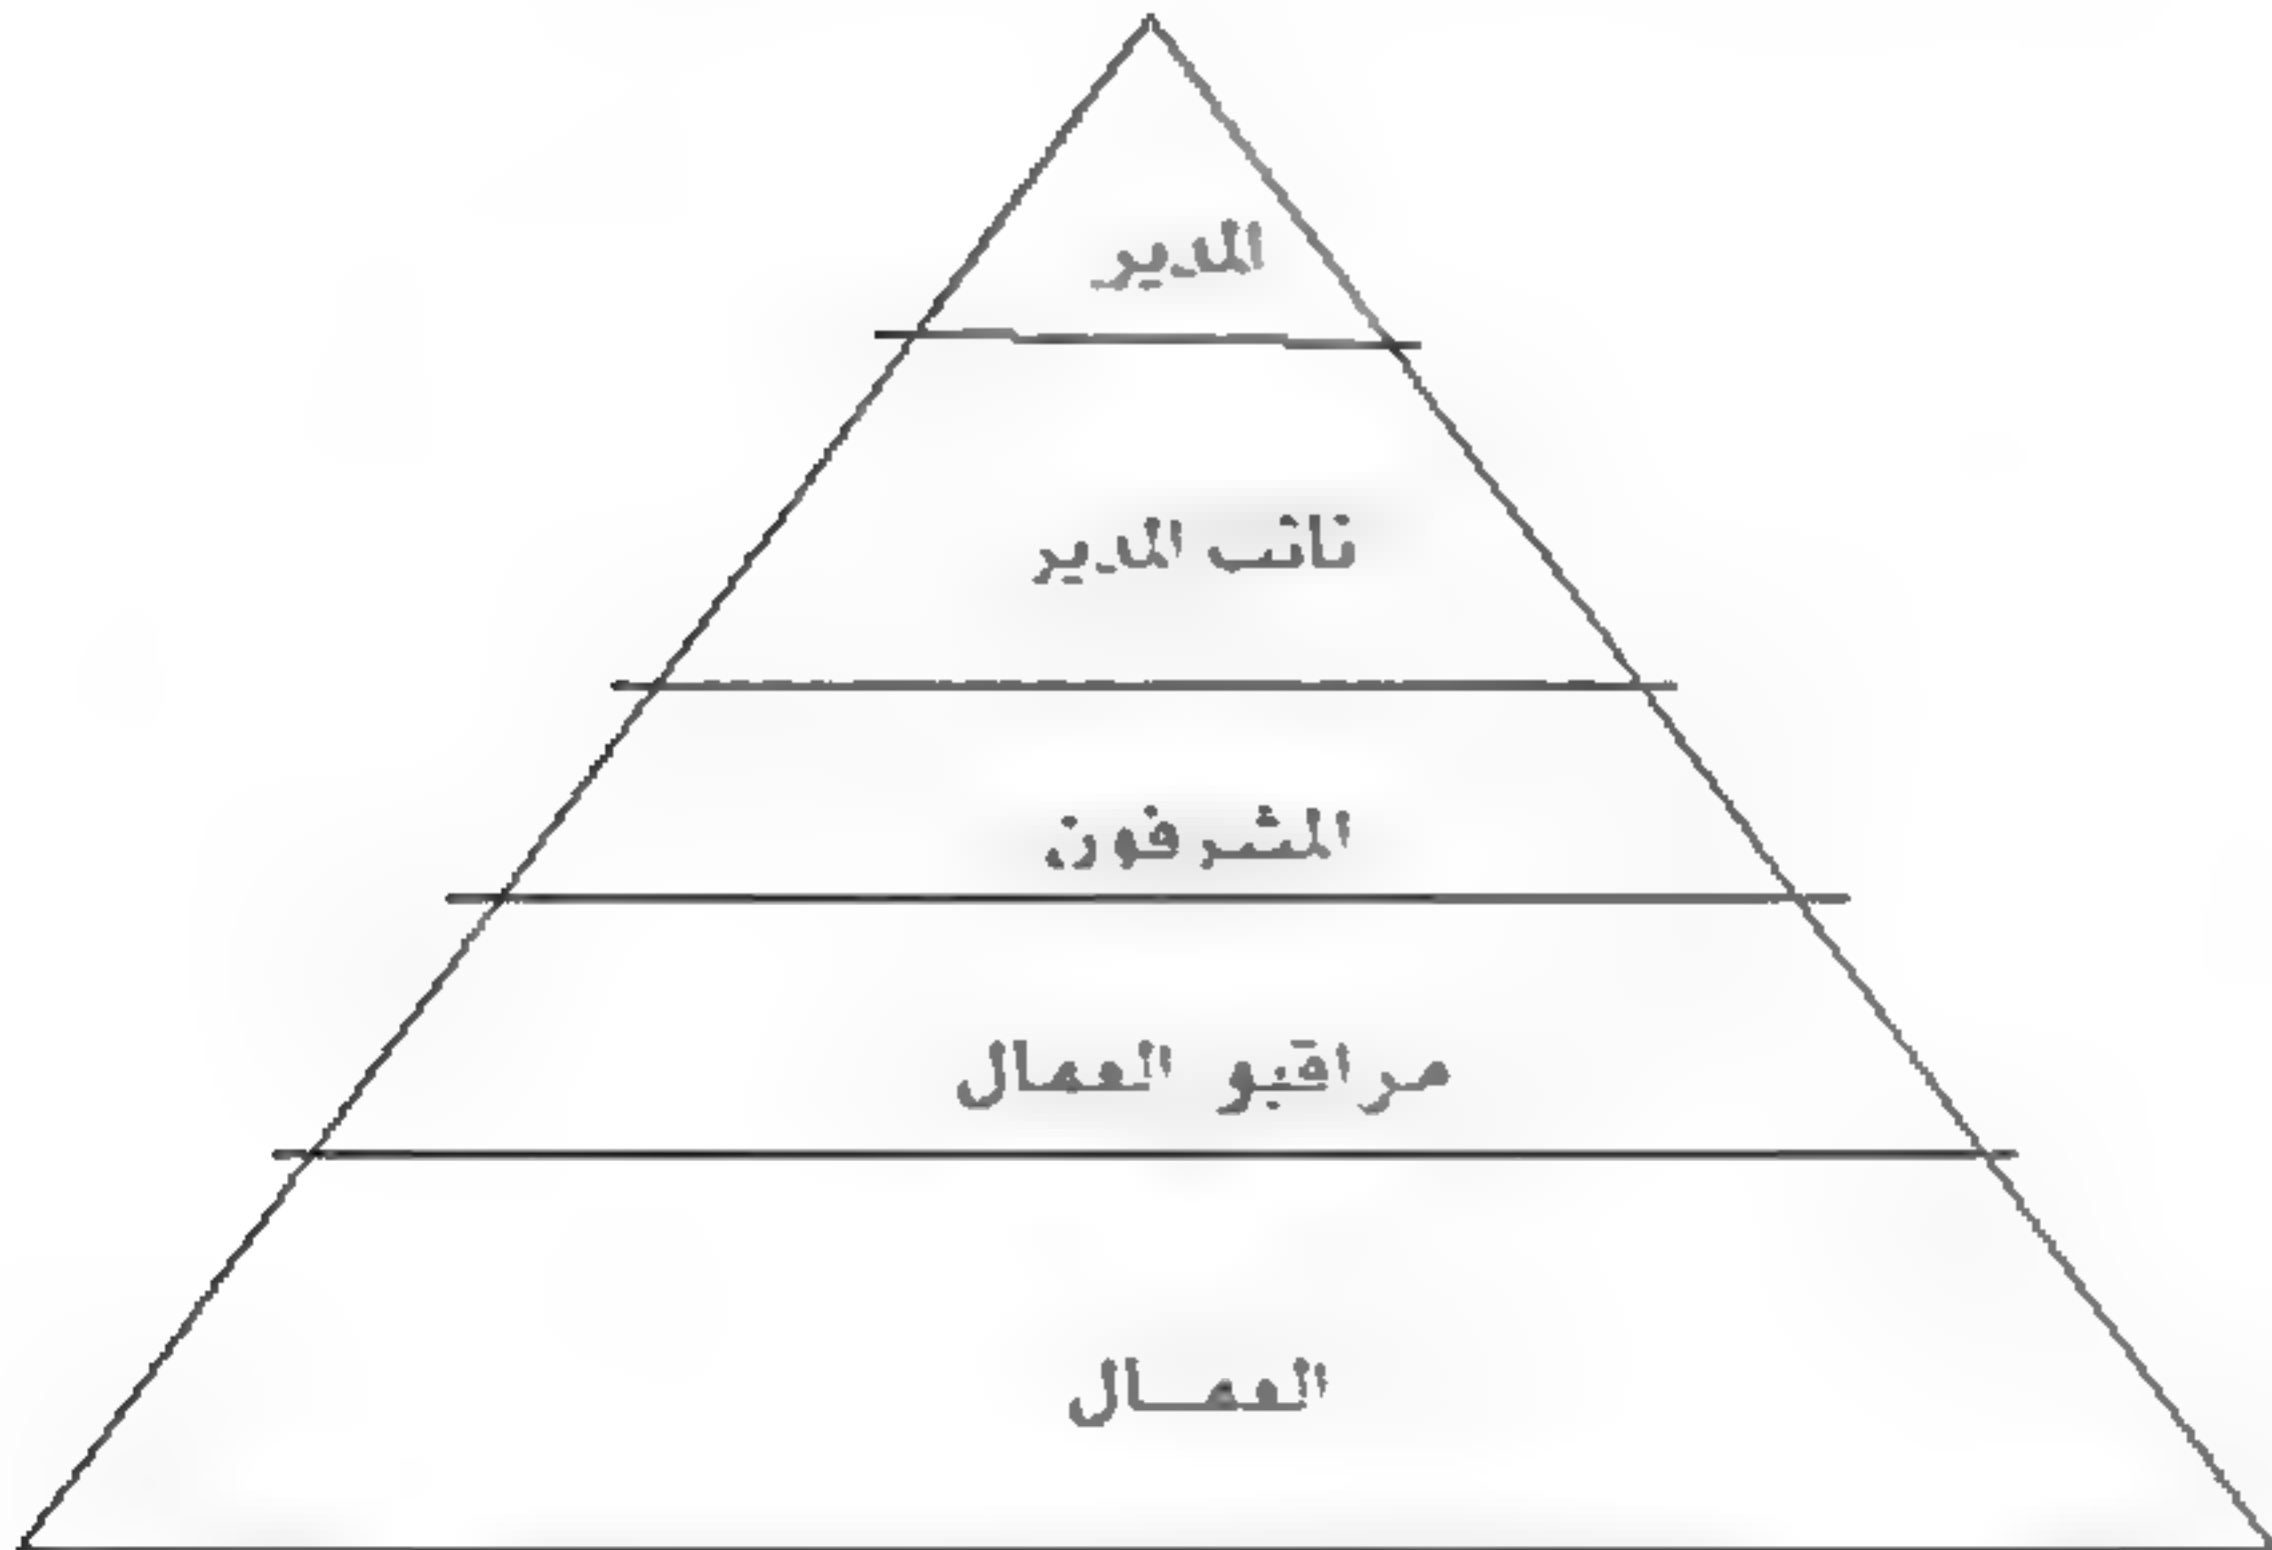 المدير
نائب المدير
المشرفون
مراقبو العمال
العمال